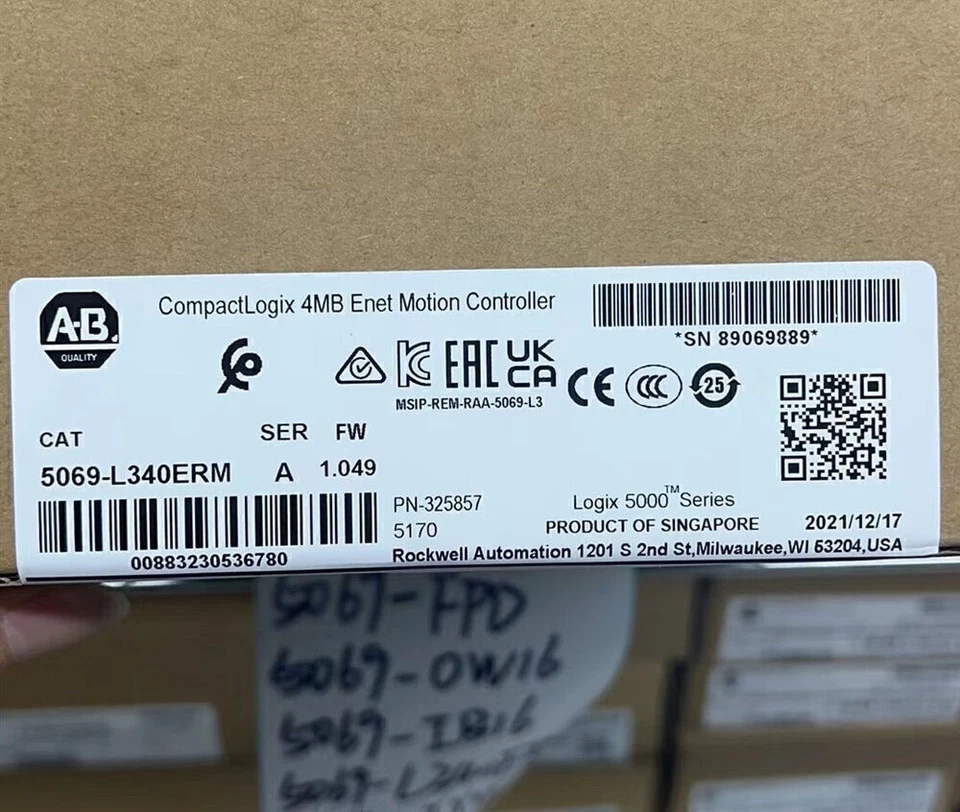 A-B
QUALITY
CompactLogix 4MB Enet Motion Controller
*SN 89069889*
EAC UK CA CE CCC 25
MSIP-REM-RAA-5069-L3
CAT SER FW
5069-L340ERM A 1.049
00883230536780
PN-325857
5170
Logix 5000™ Series
PRODUCT OF SINGAPORE
2021/12/17
Rockwell Automation 1201 S 2nd St,Milwaukee,WI 53204,USA
5069-FPD
5069-OW16
5069-IB16